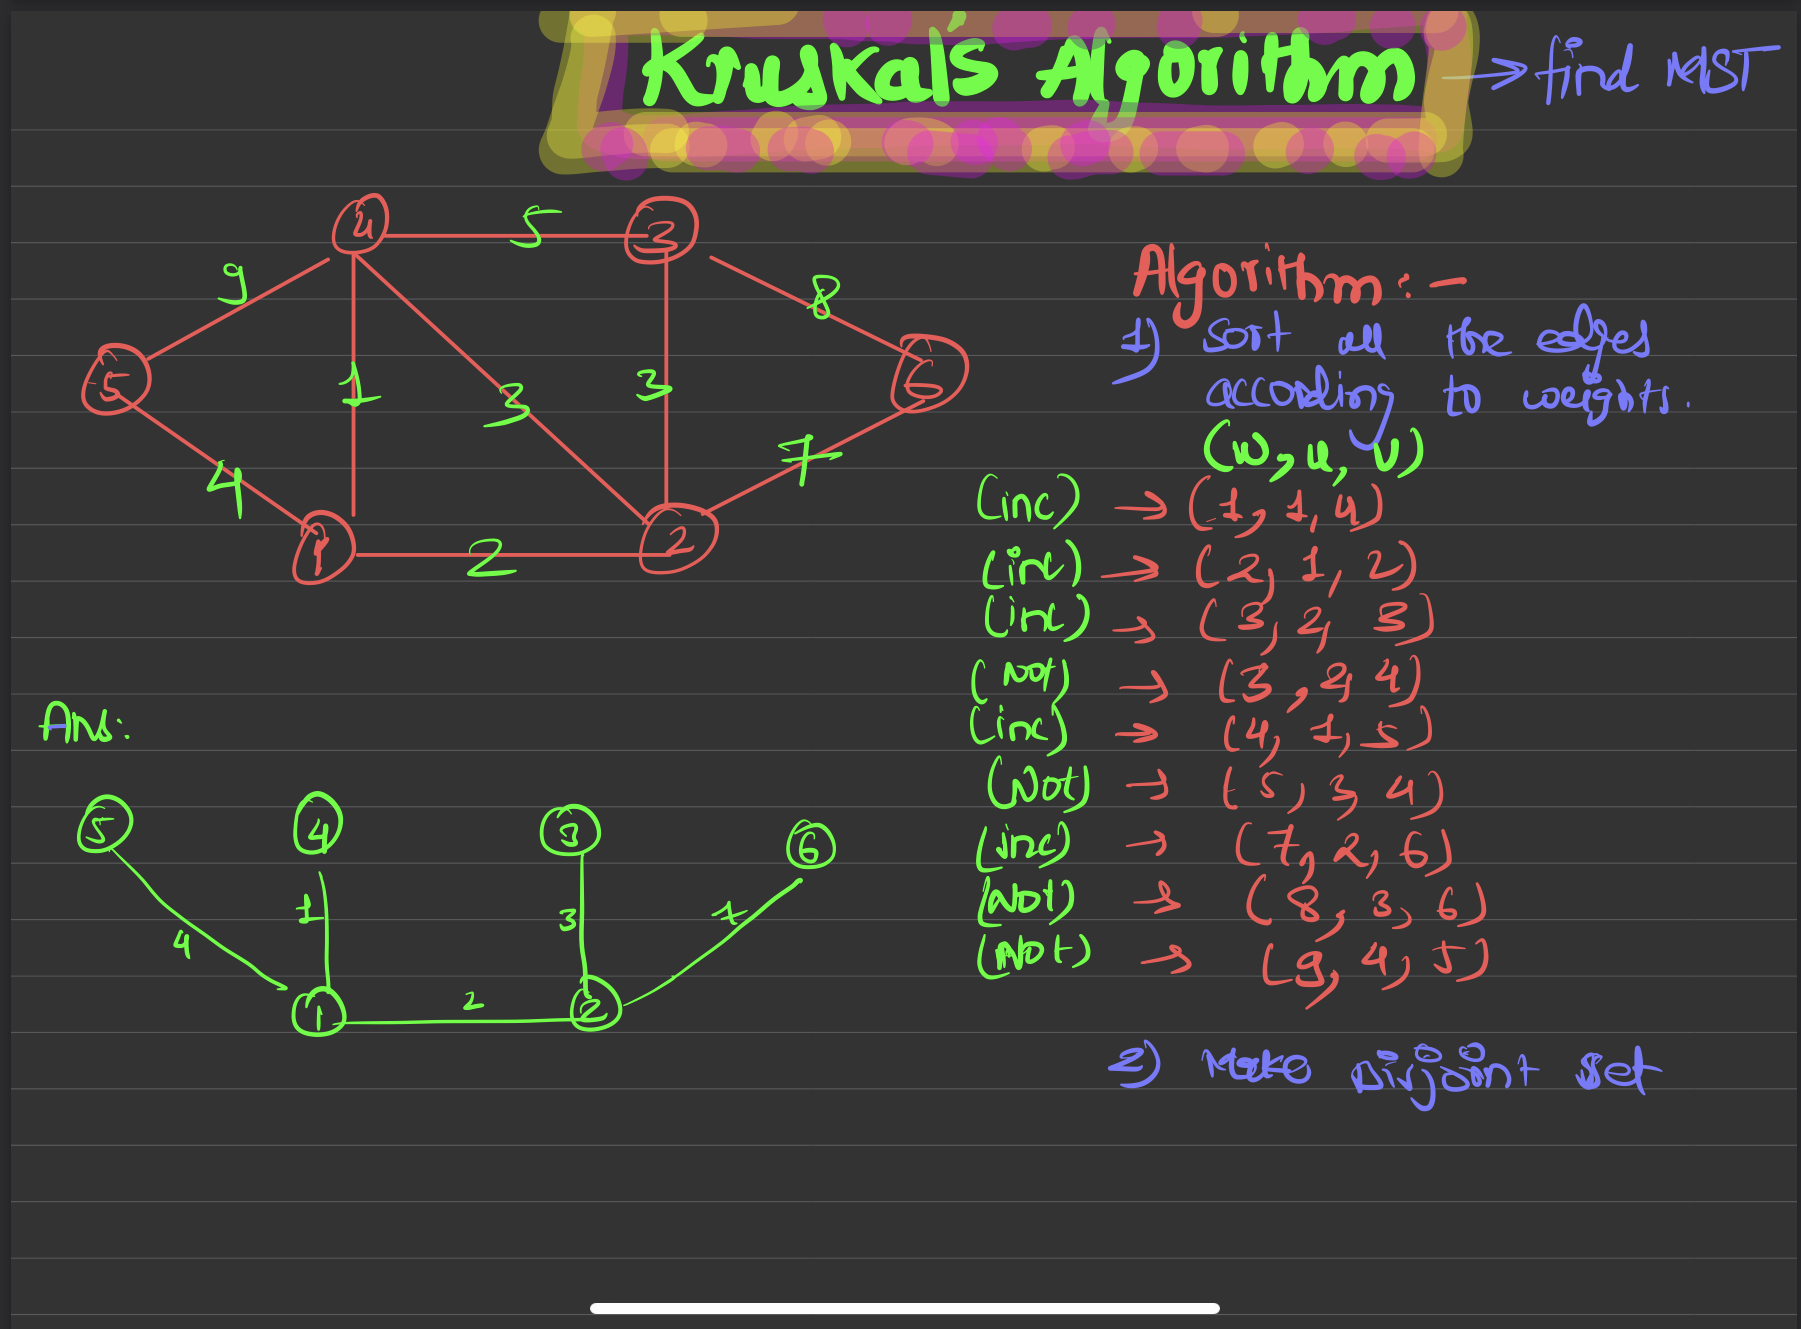 Kruskal's Algorithm → find MST
4 5 3
9 8
5 1 3 3 6
4 7
1 2 2
Algorithm: -
1) Sort all the edges
according to weights.
(w, u, v)
(inc) → (1, 1, 4)
(inc) → (2, 1, 2)
(inc) → (3, 2, 3)
(Not) → (3, 2, 4)
(inc) → (4, 1, 5)
(Not) → (5, 3, 4)
(inc) → (7, 2, 6)
(Not) → (8, 3, 6)
(Not) → (9, 4, 5)
2) Make Disjoint set
Ans:
5 4 3 6
4 1 3 7
1 2 2